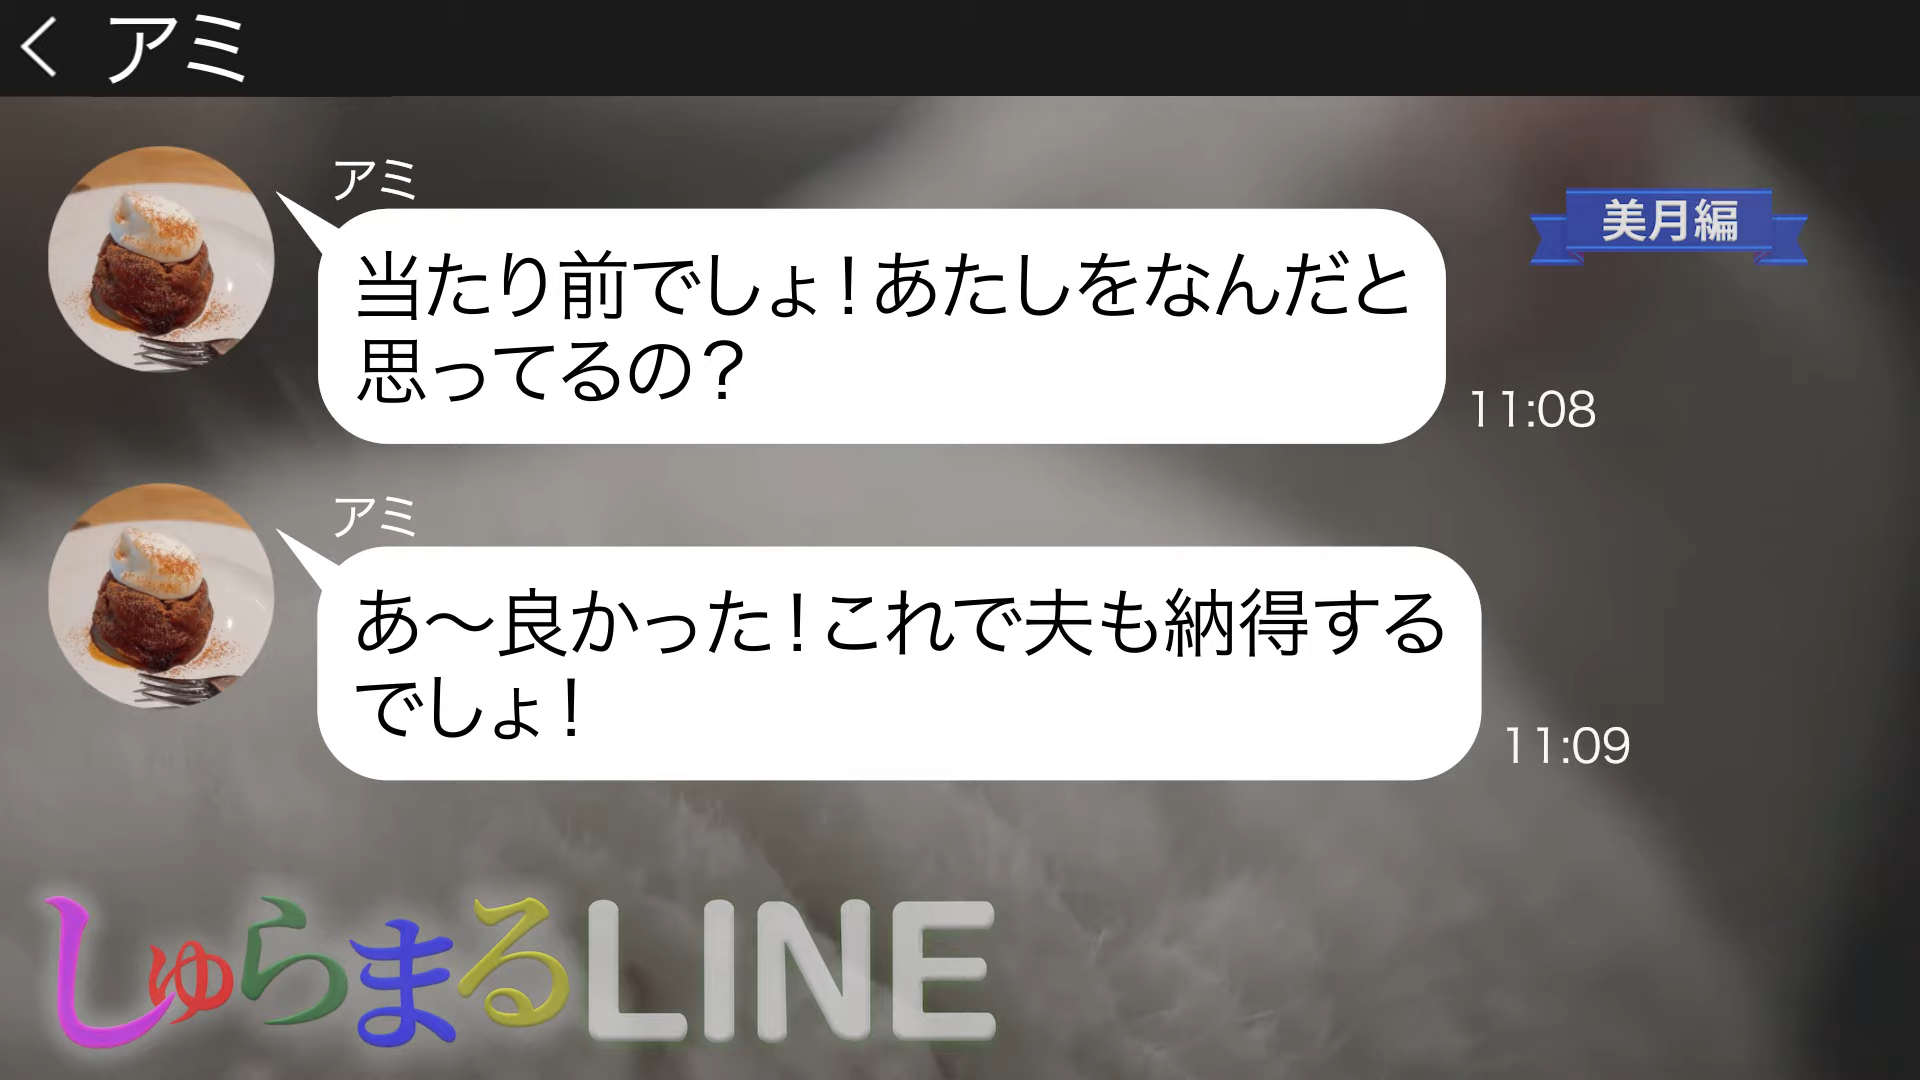 アミ
アミ
美月編
当たり前でしょ！あたしをなんだと
思ってるの？
11:08
アミ
あ〜良かった！これで夫も納得する
でしょ！
11:09
しゅらまるLINE